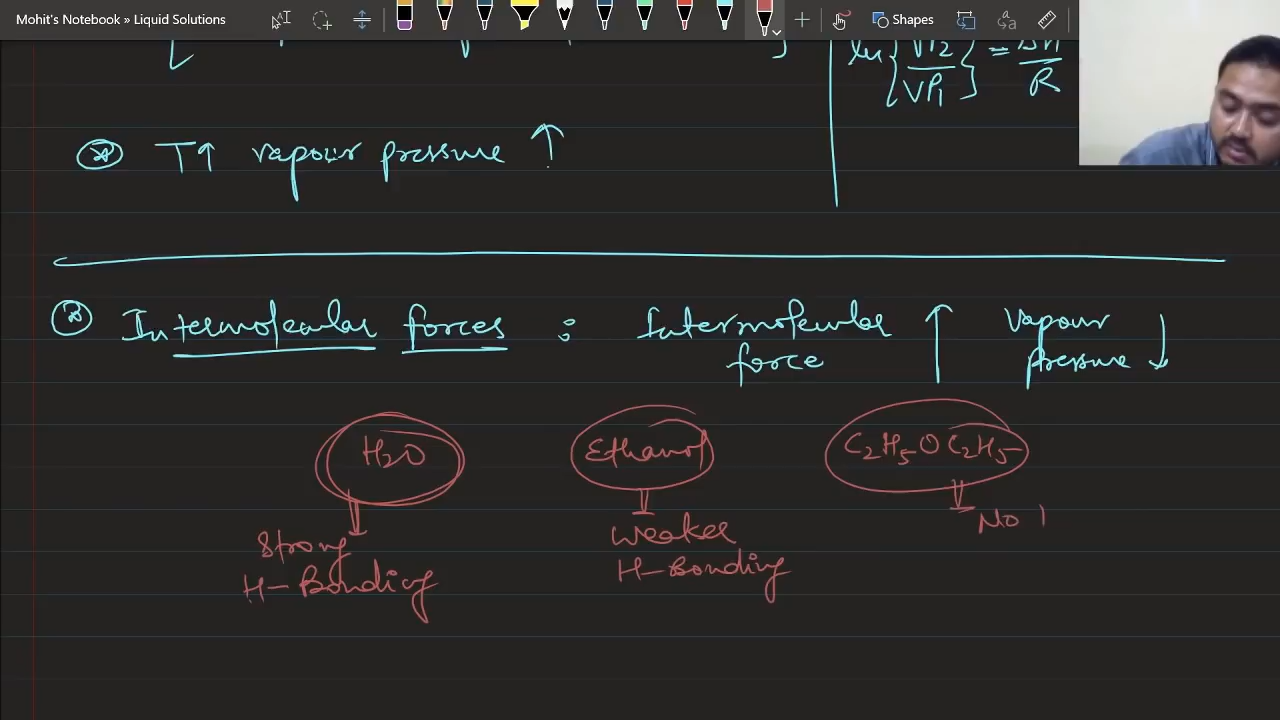 Mohit's Notebook » Liquid Solutions
Shapes
ln{VP2/VP1} = ΔH/R
T↑ vapour pressure ↑
Intermolecular forces : Intermolecular force ↑ vapour pressure ↓
H2O Ethanol C2H5OC2H5
Strong H-Bonding
Weaker H-Bonding
No